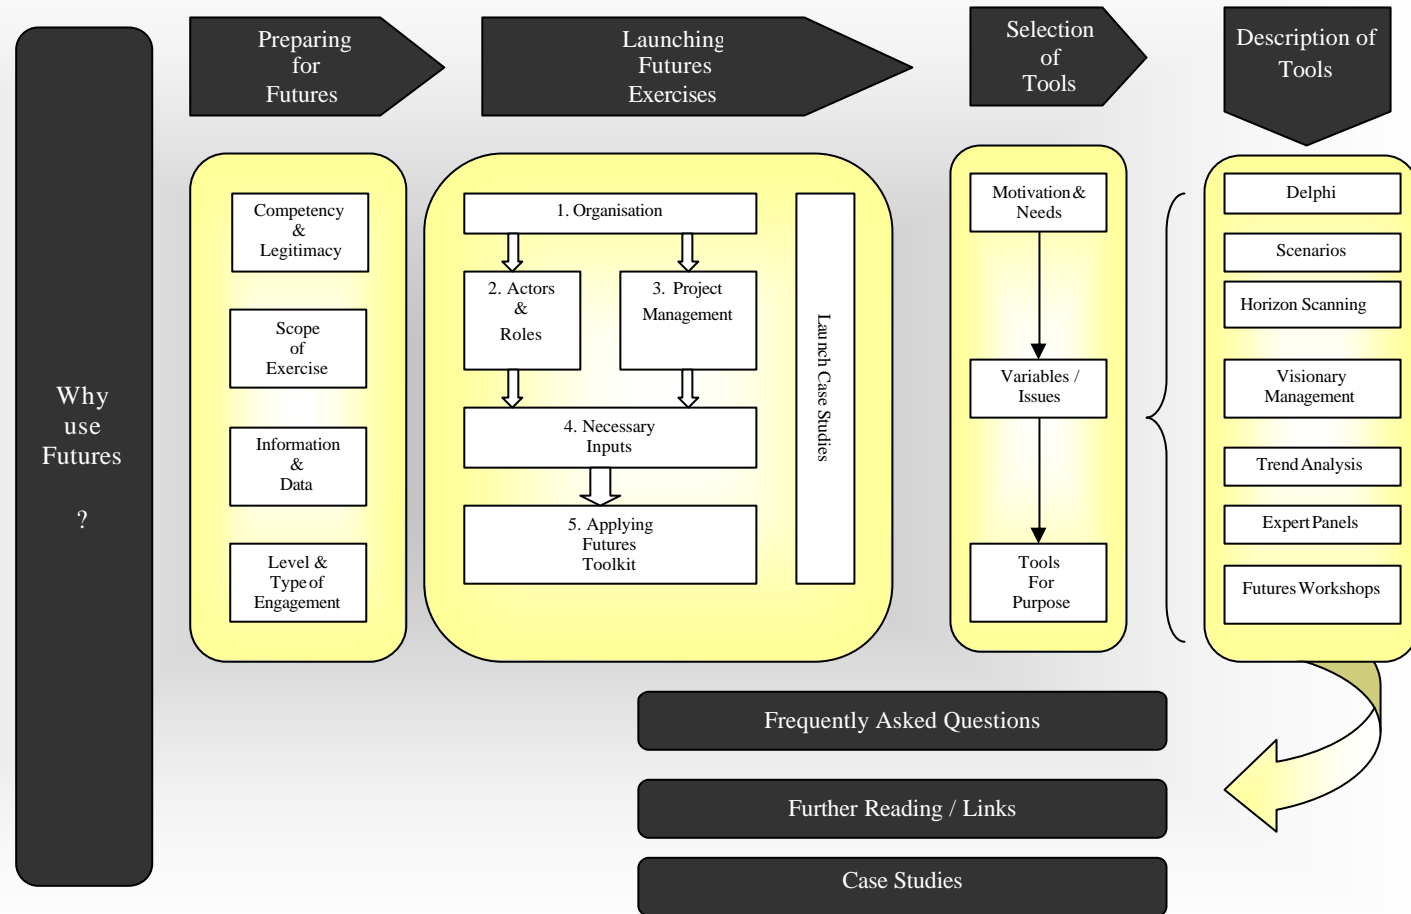 Why
use
Futures
?
Preparing
for
Futures
Competency
&
Legitimacy
Scope
of
Exercise
Information
&
Data
Level &
Type of
Engagement
Launching
Futures
Exercises
1. Organisation
2. Actors
&
Roles
3. Project
Management
4. Necessary
Inputs
5. Applying
Futures
Toolkit
Launch Case Studies
Selection
of
Tools
Motivation &
Needs
Variables /
Issues
Tools
For
Purpose
Description of
Tools
Delphi
Scenarios
Horizon Scanning
Visionary
Management
Trend Analysis
Expert Panels
Futures Workshops
Frequently Asked Questions
Further Reading / Links
Case Studies